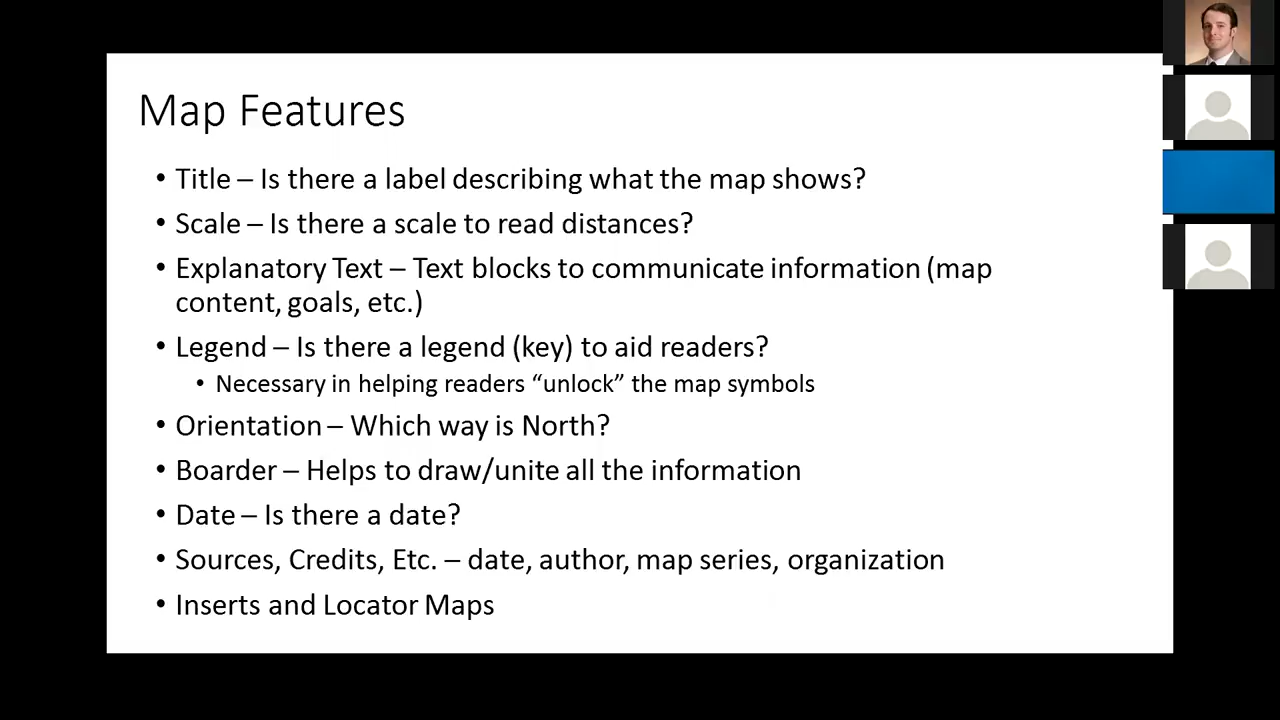 Map Features
• Title – Is there a label describing what the map shows?
• Scale – Is there a scale to read distances?
• Explanatory Text – Text blocks to communicate information (map
content, goals, etc.)
• Legend – Is there a legend (key) to aid readers?
• Necessary in helping readers “unlock” the map symbols
• Orientation – Which way is North?
• Boarder – Helps to draw/unite all the information
• Date – Is there a date?
• Sources, Credits, Etc. – date, author, map series, organization
• Inserts and Locator Maps